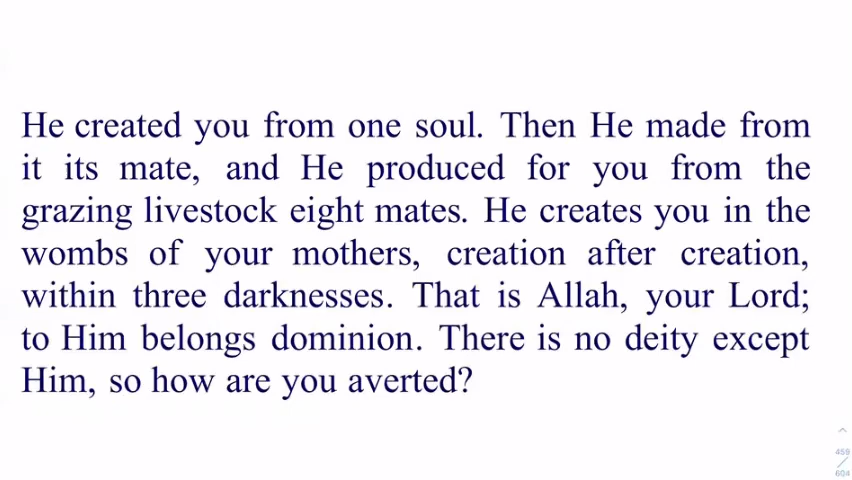 He created you from one soul. Then He made from
it its mate, and He produced for you from the
grazing livestock eight mates. He creates you in the
wombs of your mothers, creation after creation,
within three darknesses. That is Allah, your Lord;
to Him belongs dominion. There is no deity except
Him, so how are you averted?
459
604